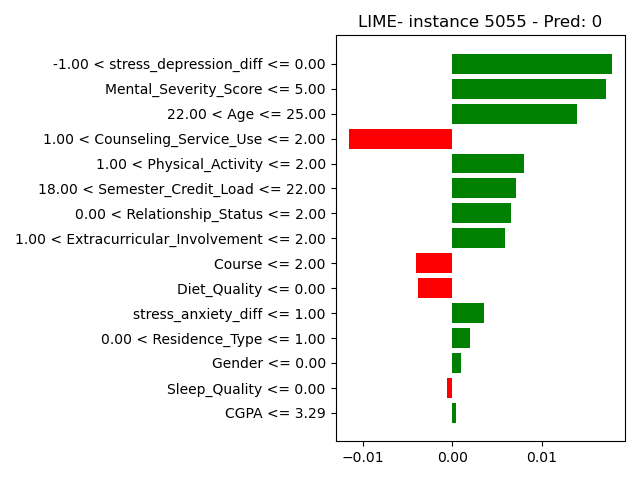 LIME- instance 5055 - Pred: 0
-1.00 < stress_depression_diff <= 0.00
Mental_Severity_Score <= 5.00
22.00 < Age <= 25.00
1.00 < Counseling_Service_Use <= 2.00
1.00 < Physical_Activity <= 2.00
18.00 < Semester_Credit_Load <= 22.00
0.00 < Relationship_Status <= 2.00
1.00 < Extracurricular_Involvement <= 2.00
Course <= 2.00
Diet_Quality <= 0.00
stress_anxiety_diff <= 1.00
0.00 < Residence_Type <= 1.00
Gender <= 0.00
Sleep_Quality <= 0.00
CGPA <= 3.29
−0.01 0.00 0.01